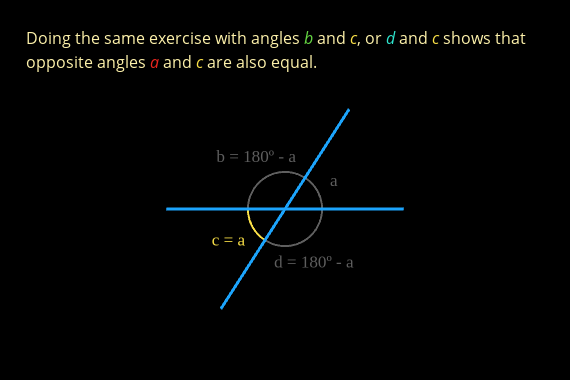 Doing the same exercise with angles b and c, or d and c shows that
opposite angles a and c are also equal.
b = 180º - a
a
c = a
d = 180º - a